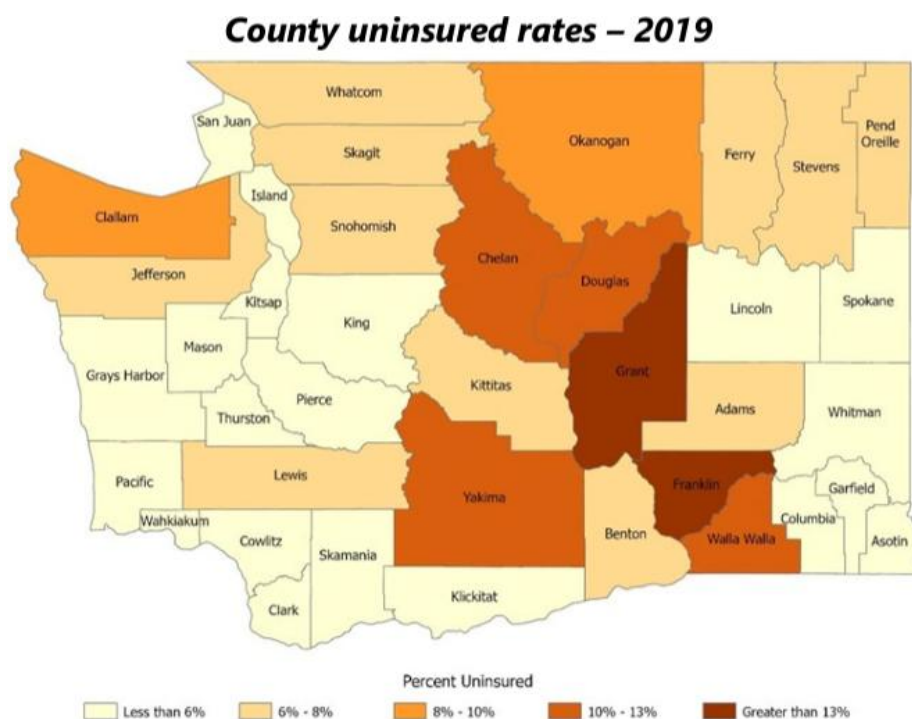 County uninsured rates – 2019
Whatcom
San Juan
Okanogan
Pend
Oreille
Skagit
Ferry
Stevens
Island
Clallam
Snohomish
Chelan
Jefferson
Douglas
Kitsap
Lincoln
Spokane
King
Mason
Grant
Grays Harbor
Kittitas
Pierce
Adams
Whitman
Thurston
Lewis
Pacific
Yakima
Franklin
Garfield
Wahkiakum
Columbia
Benton
Walla Walla
Cowlitz
Asotin
Skamania
Klickitat
Clark
Percent Uninsured
Less than 6%
6% - 8%
8% - 10%
10% - 13%
Greater than 13%